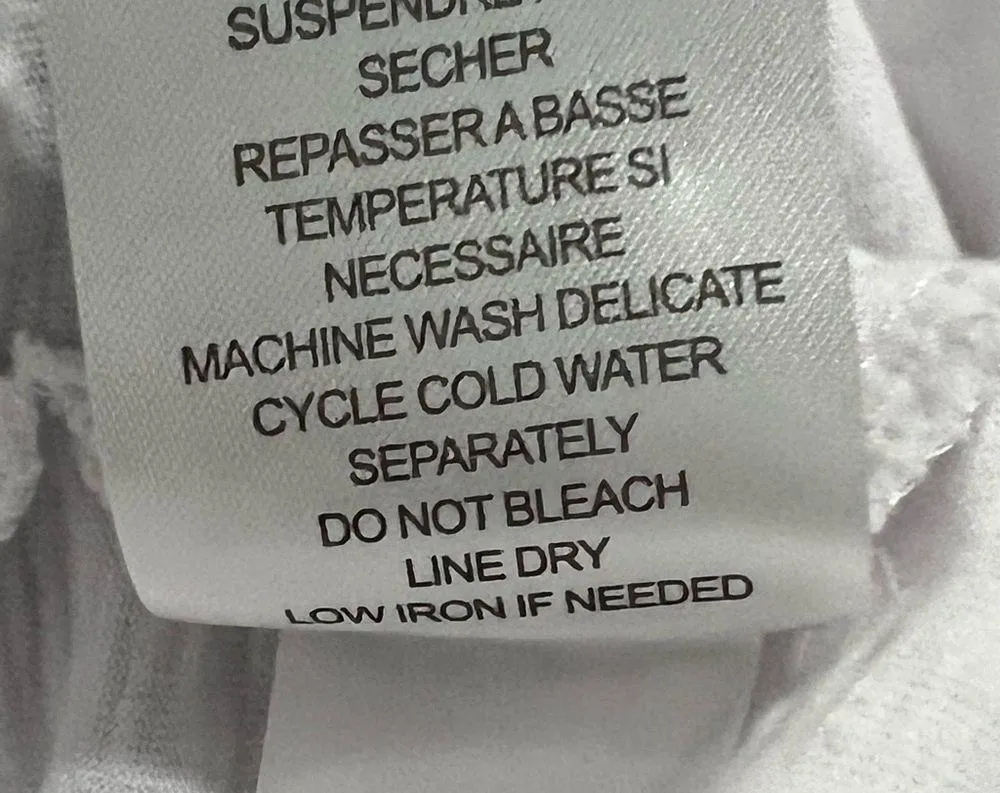 SUSPENDRE
SECHER
REPASSER A BASSE
TEMPERATURE SI
NECESSAIRE
MACHINE WASH DELICATE
CYCLE COLD WATER
SEPARATELY
DO NOT BLEACH
LINE DRY
LOW IRON IF NEEDED